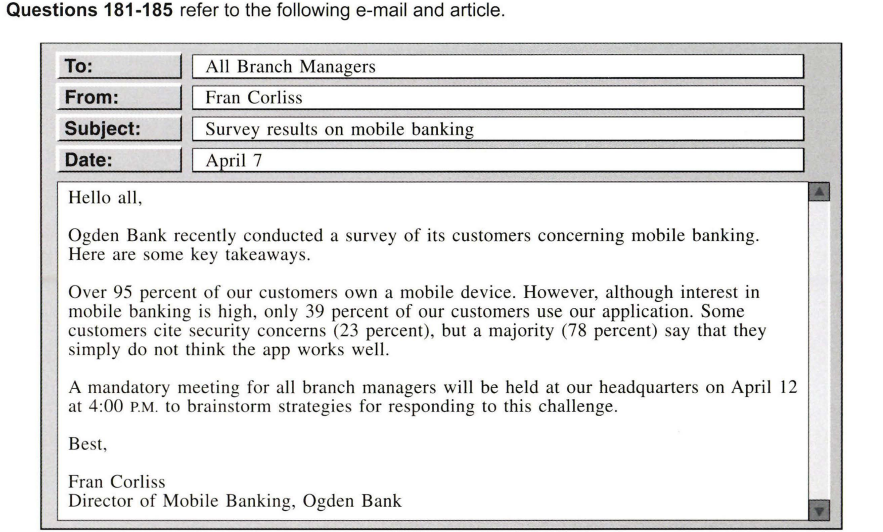 Questions 181-185 refer to the following e-mail and article.
To: All Branch Managers
From: Fran Corliss
Subject: Survey results on mobile banking
Date: April 7
Hello all,
Ogden Bank recently conducted a survey of its customers concerning mobile banking.
Here are some key takeaways.
Over 95 percent of our customers own a mobile device. However, although interest in
mobile banking is high, only 39 percent of our customers use our application. Some
customers cite security concerns (23 percent), but a majority (78 percent) say that they
simply do not think the app works well.
A mandatory meeting for all branch managers will be held at our headquarters on April 12
at 4:00 P.M. to brainstorm strategies for responding to this challenge.
Best,
Fran Corliss
Director of Mobile Banking, Ogden Bank